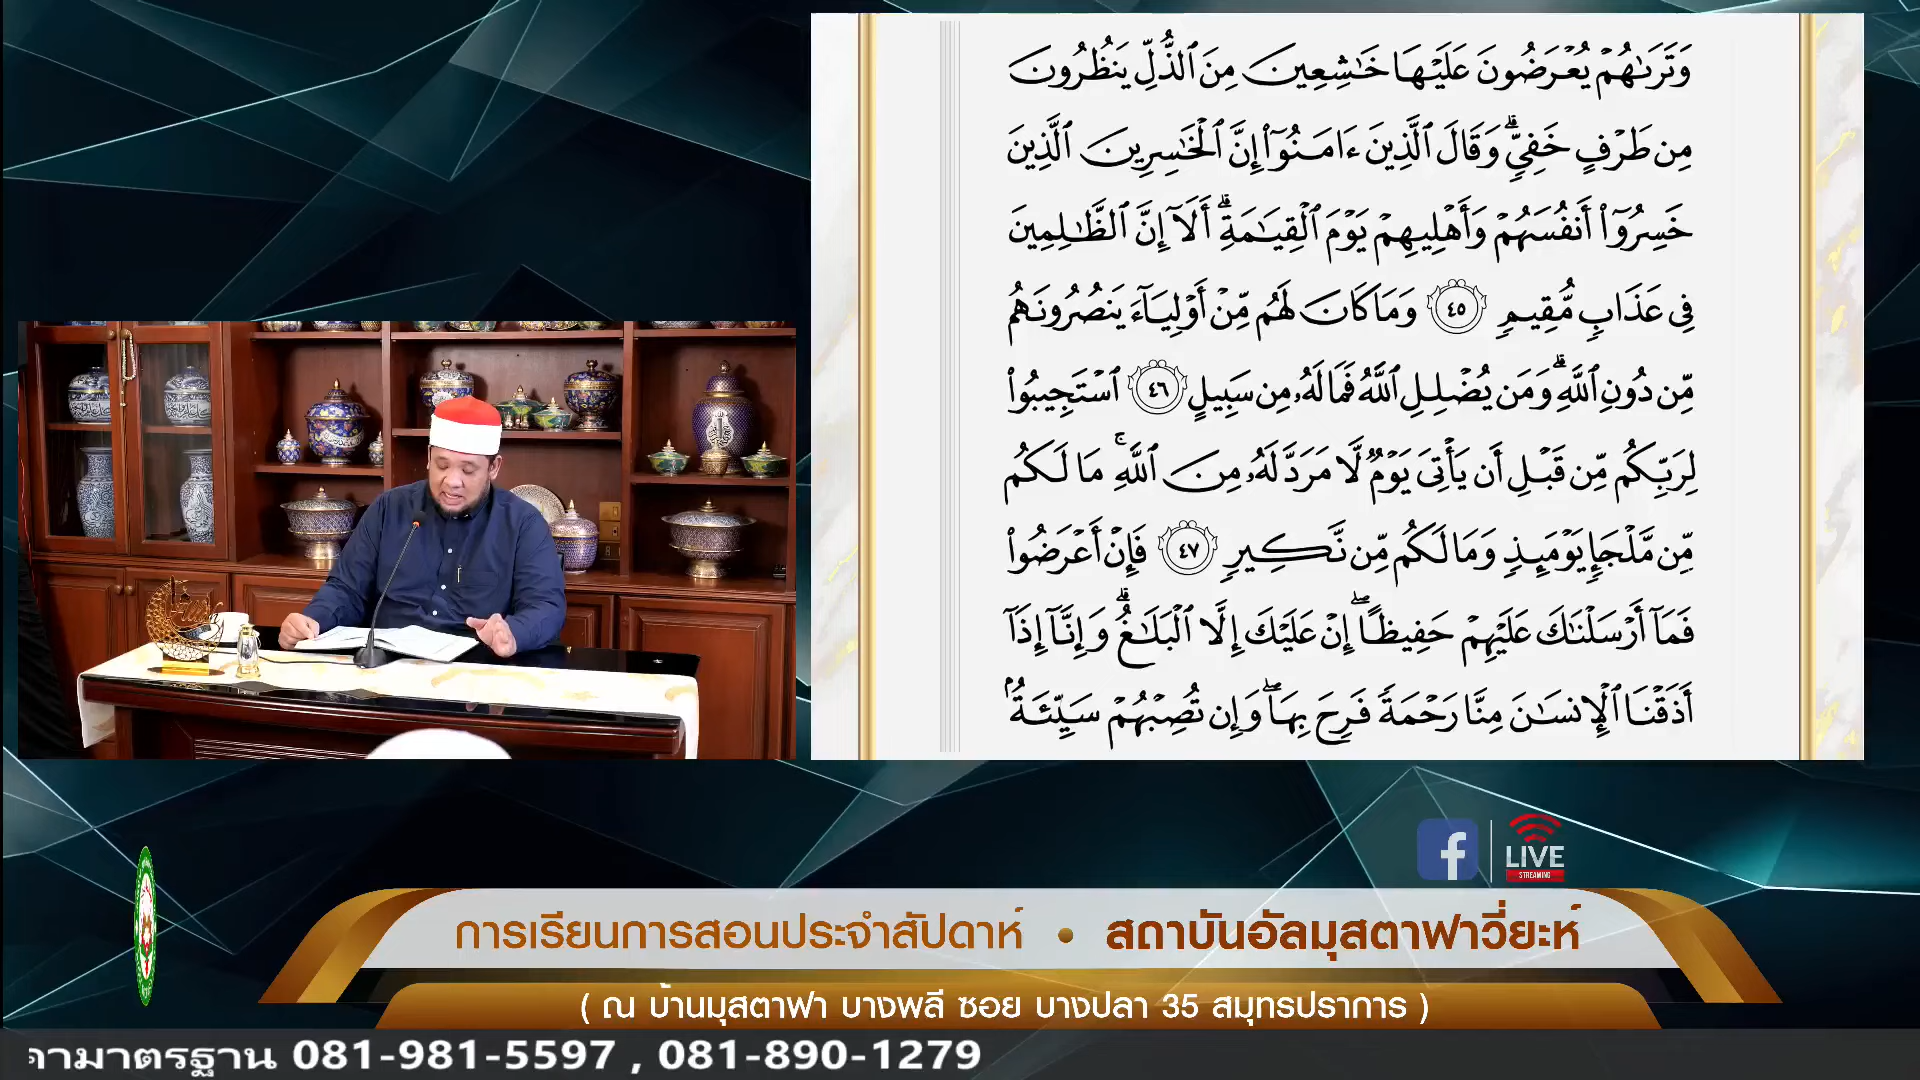 وَتَرَىٰهُمْ يُعْرَضُونَ عَلَيْهَا خَٰشِعِينَ مِنَ ٱلذُّلِّ يَنظُرُونَ
مِن طَرْفٍ خَفِىٍّۗ وَقَالَ ٱلَّذِينَ ءَامَنُوٓا۟ إِنَّ ٱلْخَٰسِرِينَ ٱلَّذِينَ
خَسِرُوٓا۟ أَنفُسَهُمْ وَأَهْلِيهِمْ يَوْمَ ٱلْقِيَٰمَةِۗ أَلَآ إِنَّ ٱلظَّٰلِمِينَ
فِى عَذَابٍ مُّقِيمٍ ٤٥ وَمَا كَانَ لَهُم مِّنْ أَوْلِيَآءَ يَنصُرُونَهُم
مِّن دُونِ ٱللَّهِۗ وَمَن يُضْلِلِ ٱللَّهُ فَمَا لَهُۥ مِن سَبِيلٍ ٤٦ ٱسْتَجِيبُوا۟
لِرَبِّكُم مِّن قَبْلِ أَن يَأْتِىَ يَوْمٌ لَّا مَرَدَّ لَهُۥ مِنَ ٱللَّهِۚ مَا لَكُم
مِّن مَّلْجَإٍ يَوْمَئِذٍ وَمَا لَكُم مِّن نَّكِيرٍ ٤٧ فَإِنْ أَعْرَضُوا۟
فَمَآ أَرْسَلْنَٰكَ عَلَيْهِمْ حَفِيظًاۖ إِنْ عَلَيْكَ إِلَّا ٱلْبَلَٰغُۗ وَإِنَّآ إِذَآ
أَذَقْنَا ٱلْإِنسَٰنَ مِنَّا رَحْمَةً فَرِحَ بِهَاۖ وَإِن تُصِبْهُمْ سَيِّئَةٌۢ
LIVE
STREAMING
การเรียนการสอนประจำสัปดาห์ • สถาบันอัลมุสตาฟาวี่ยะห์
( ณ บ้านมุสตาฟา บางพลี ซอย บางปลา 35 สมุทรปราการ )
คามาตรฐาน 081-981-5597 , 081-890-1279